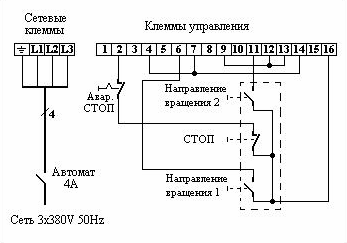 Сетевые клеммы
Клеммы управления
⏚ L1 L2 L3
1 2 3 4 5 6 7 8 9 10 11 12 13 14 15 16
Авар. СТОП
Направление вращения 2
4
СТОП
Автомат 4А
Направление вращения 1
Сеть 3x380V 50Hz